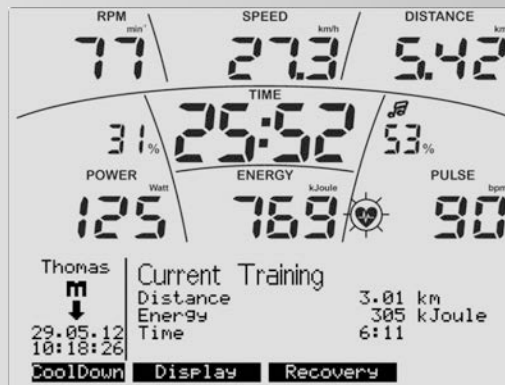 RPM SPEED DISTANCE
77 min⁻ 27.3 km/h 5.42 km
TIME
31% 25:52 53%
POWER ENERGY PULSE
125 Watt 769 kJoule 90 bpm
Thomas
m
29.05.12
10:18:26
Current Training
Distance 3.01 km
Energy 305 kJoule
Time 6:11
CoolDown Display Recovery